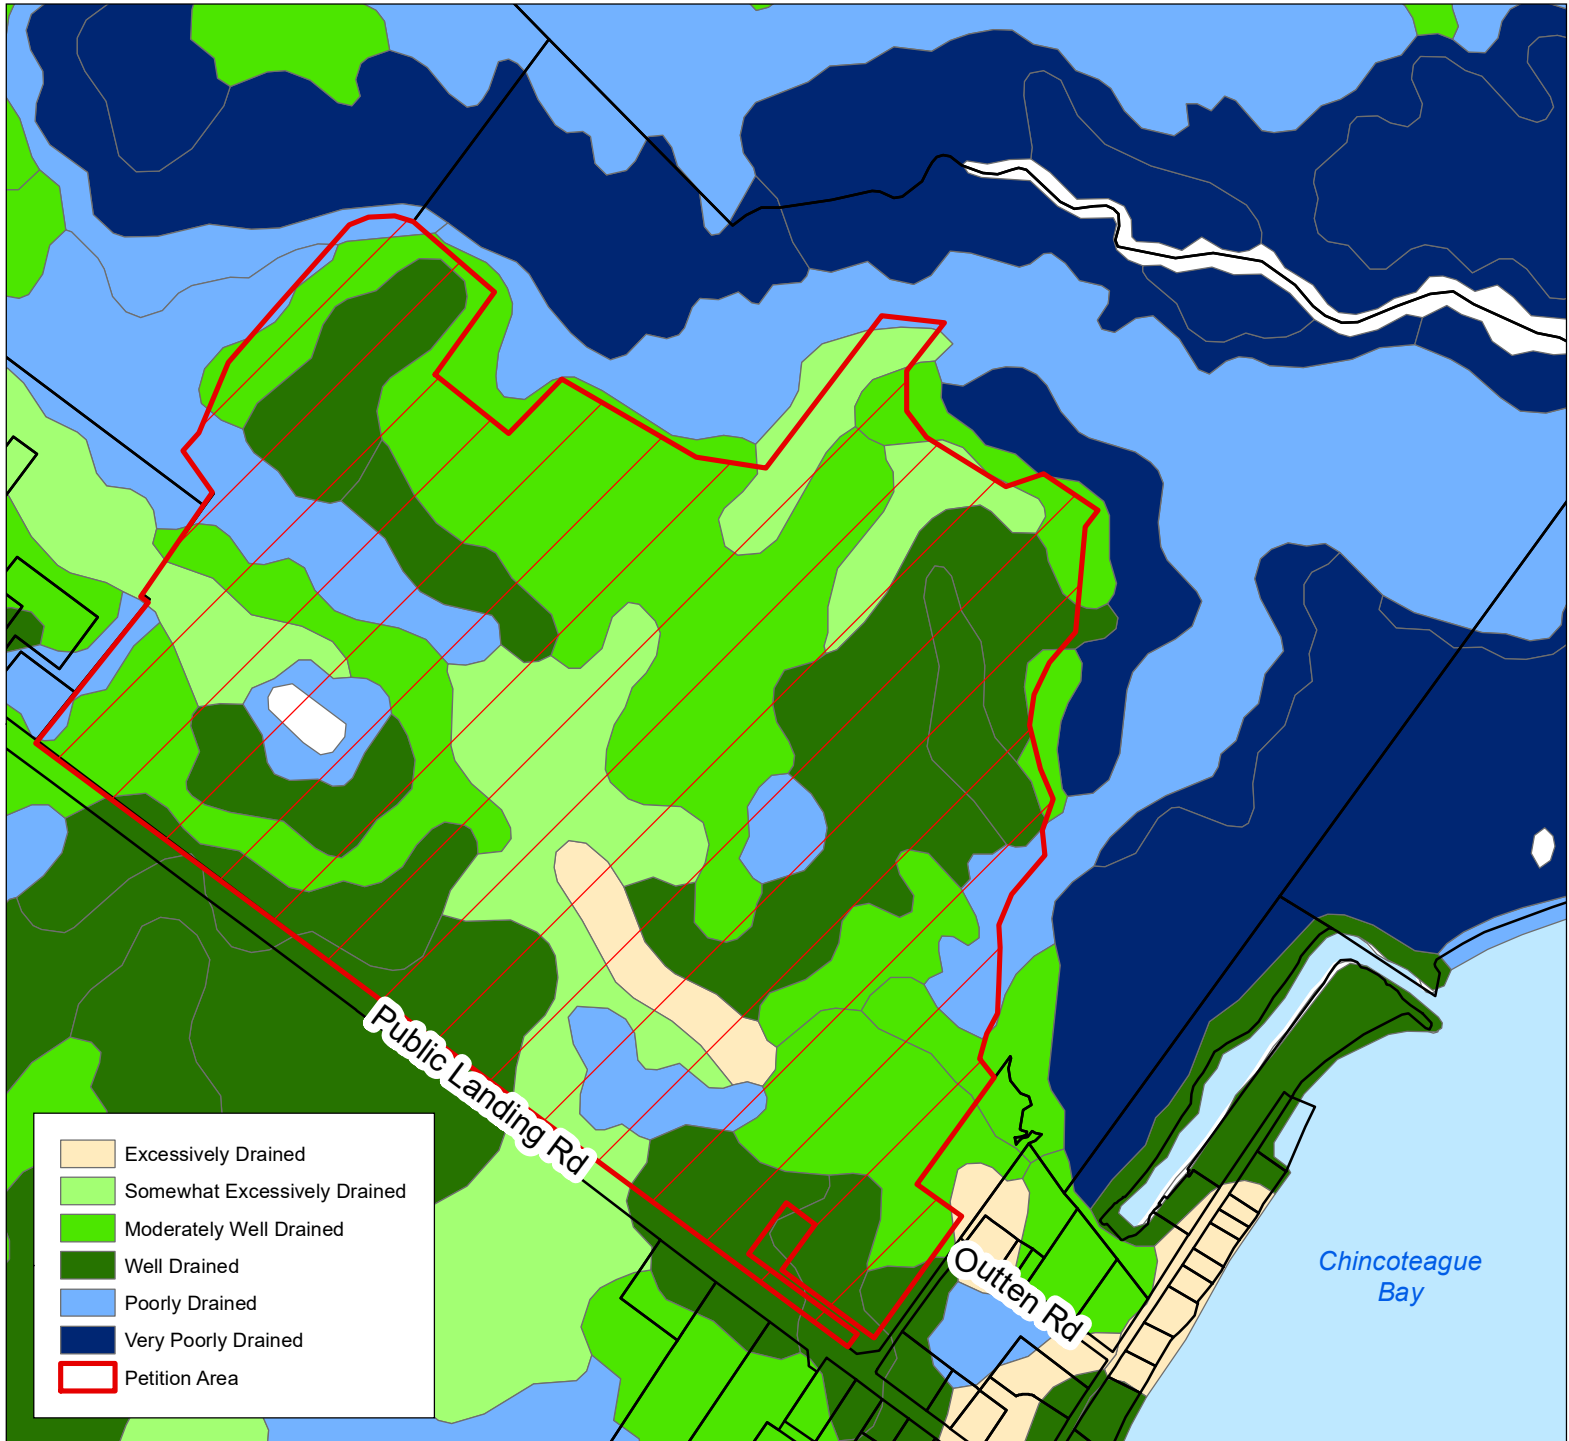 Public Landing Rd
Excessively Drained
Somewhat Excessively Drained
Moderately Well Drained
Well Drained
Poorly Drained
Very Poorly Drained
Petition Area
Outten Rd
Chincoteague
Bay